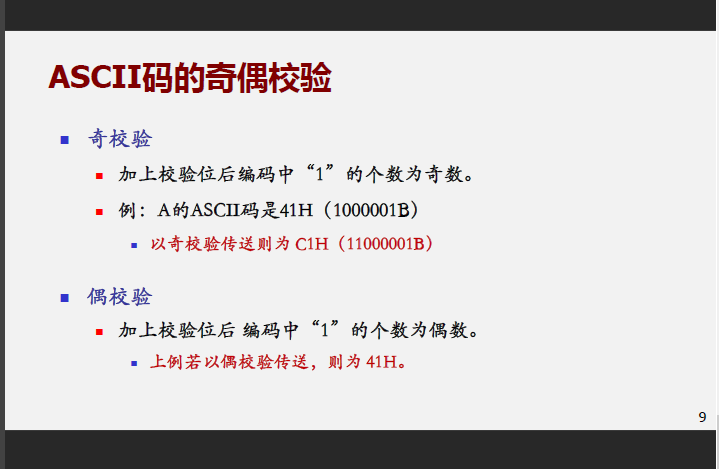 ASCII码的奇偶校验
奇校验
加上校验位后编码中“1”的个数为奇数。
例：A的ASCII码是41H（1000001B）
以奇校验传送则为 C1H（11000001B）
偶校验
加上校验位后 编码中“1”的个数为偶数。
上例若以偶校验传送，则为 41H。
9